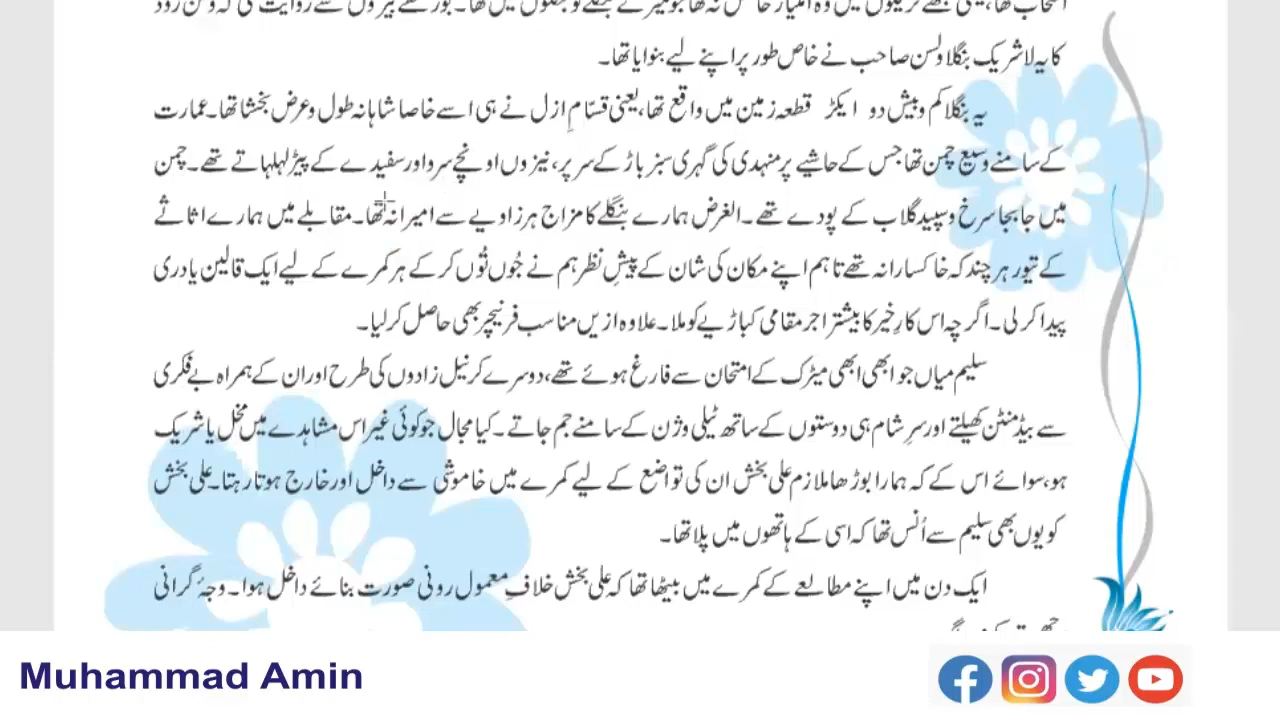 انتخاب تھا، یعنی
کا یہ لاشریک بنگلا ولسن صاحب نے خاص طور پر اپنے لیے بنوایا تھا۔
یہ بنگلا کم و بیش دو ایکڑ قطعہ زمین میں واقع تھا، یعنی قسّامِ ازل نے ہی اسے خاصا شاہانہ طول و عرض بخشا تھا۔ عمارت
کے سامنے وسیع چمن تھا جس کے حاشیے پر منہدی کی گہری سبز باڑ کے سر پر، نیزوں اونچے سرو اور سفیدے کے پیڑ لہلہاتے تھے۔ چمن
میں جا بجا سرخ و سپید گلاب کے پودے تھے۔ الغرض ہمارے بنگلے کا مزاج ہر زاویے سے امیرانہ تھا۔ مقابلے میں ہمارے اثاثے
کے تیور ہر چند کہ خاکسارانہ تھے تاہم اپنے مکان کی شان کے پیشِ نظر ہم نے جُوں تُوں کر کے ہر کمرے کے لیے ایک قالین یا دری
پیدا کر لی۔ اگرچہ اس کارِ خیر کا بیشتر اجر مقامی کباڑیے کو ملا۔ علاوہ ازیں مناسب فرنیچر بھی حاصل کر لیا۔
سلیم میاں جو ابھی ابھی میڑک کے امتحان سے فارغ ہوئے تھے، دوسرے کرنیل زادوں کی طرح اور ان کے ہمراہ بے فکری
سے بیڈمنٹن کھیلتے اور سرِ شام ہی دوستوں کے ساتھ ٹیلی وژن کے سامنے جم جاتے۔ کیا مجال جو کوئی غیر اس مشاہدے میں مخل یا شریک
ہو، سوائے اس کے کہ ہمارا بوڑھا ملازم علی بخش ان کی تواضع کے لیے کمرے میں خاموشی سے داخل اور خارج ہوتا رہتا۔ علی بخش
کو یوں بھی سلیم سے اُنس تھا کہ اسی کے ہاتھوں میں پلا تھا۔
ایک دن میں اپنے مطالعے کے کمرے میں بیٹھا تھا کہ علی بخش خلافِ معمول رونی صورت بنائے داخل ہوا۔ وجہِ گرانی
Muhammad Amin